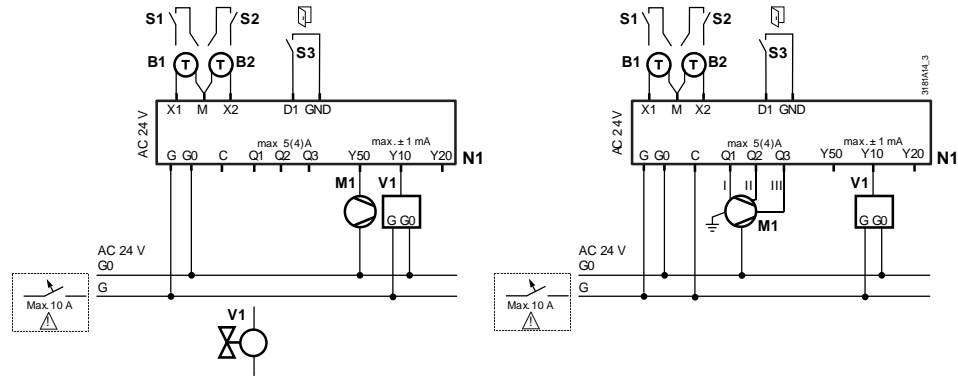 S1 S2 S3
B1 T T B2
X1 M X2 D1 GND
AC 24 V
max 5(4)A max. ± 1 mA
G G0 C Q1 Q2 Q3 Y50 Y10 Y20 N1
M1 V1
G G0
AC 24 V
G0
G
Max. 10 A
V1
S1 S2 S3
B1 T T B2
3181A14_3
X1 M X2 D1 GND
AC 24 V
max 5(4)A max. ± 1 mA
G G0 C Q1 Q2 Q3 Y50 Y10 Y20 N1
I II III V1
M1
G G0
AC 24 V
G0
G
Max. 10 A